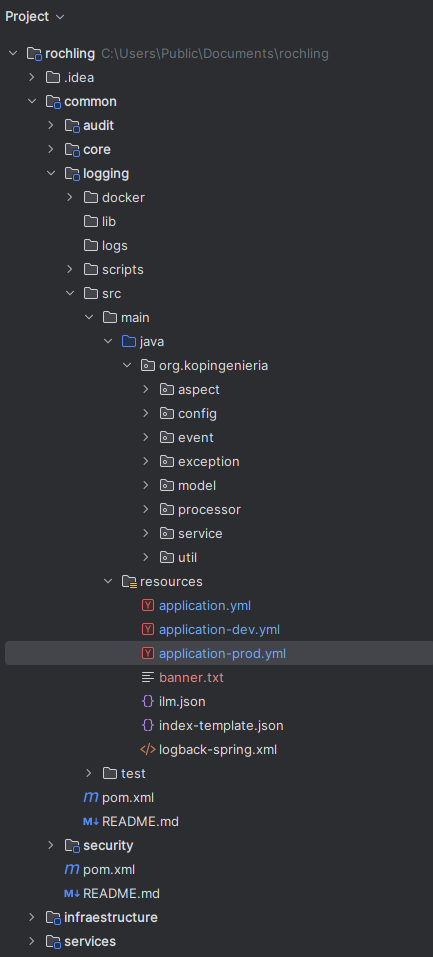 Project
rochling C:\Users\Public\Documents\rochling
.idea
common
audit
core
logging
docker
lib
logs
scripts
src
main
java
org.kopingenieria
aspect
config
event
exception
model
processor
service
util
resources
application.yml
application-dev.yml
application-prod.yml
banner.txt
ilm.json
index-template.json
logback-spring.xml
test
pom.xml
README.md
security
pom.xml
README.md
infraestructure
services